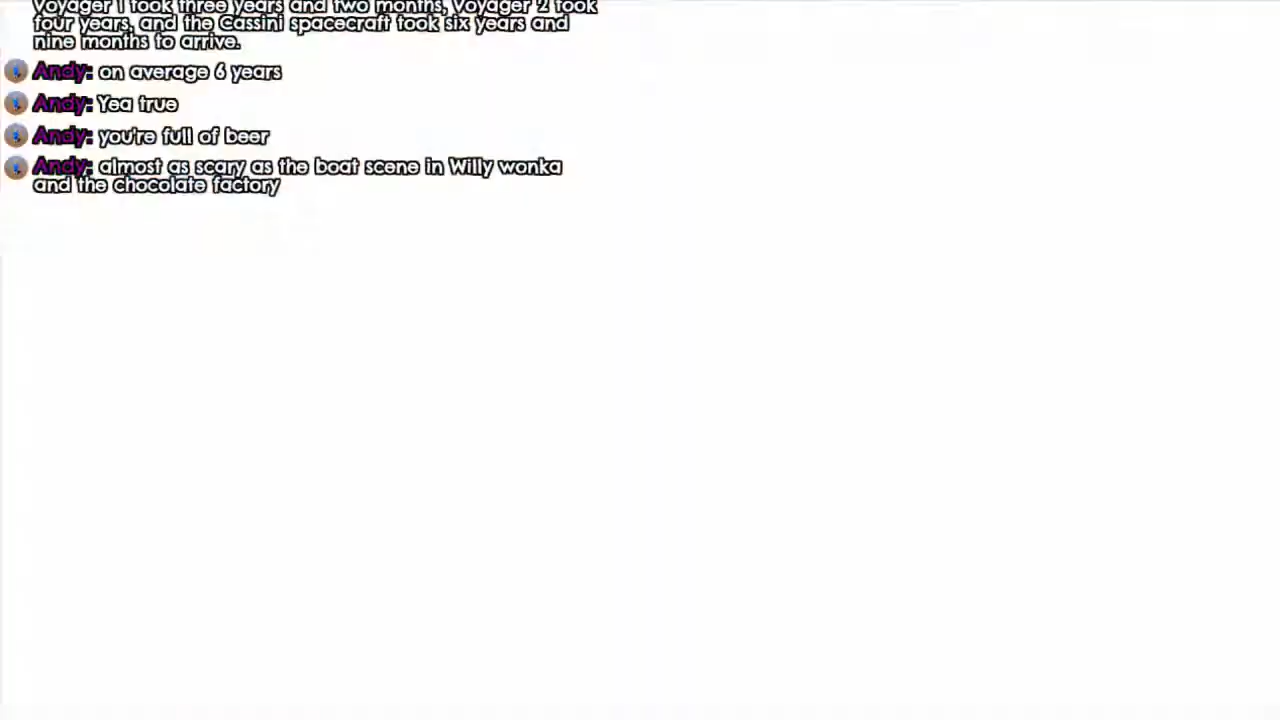 Voyager 1 took three years and two months, Voyager 2 took
four years, and the Cassini spacecraft took six years and
nine months to arrive.
Andy: on average 6 years
Andy: Yea true
Andy: you're full of beer
Andy: almost as scary as the boat scene in Willy wonka
and the chocolate factory